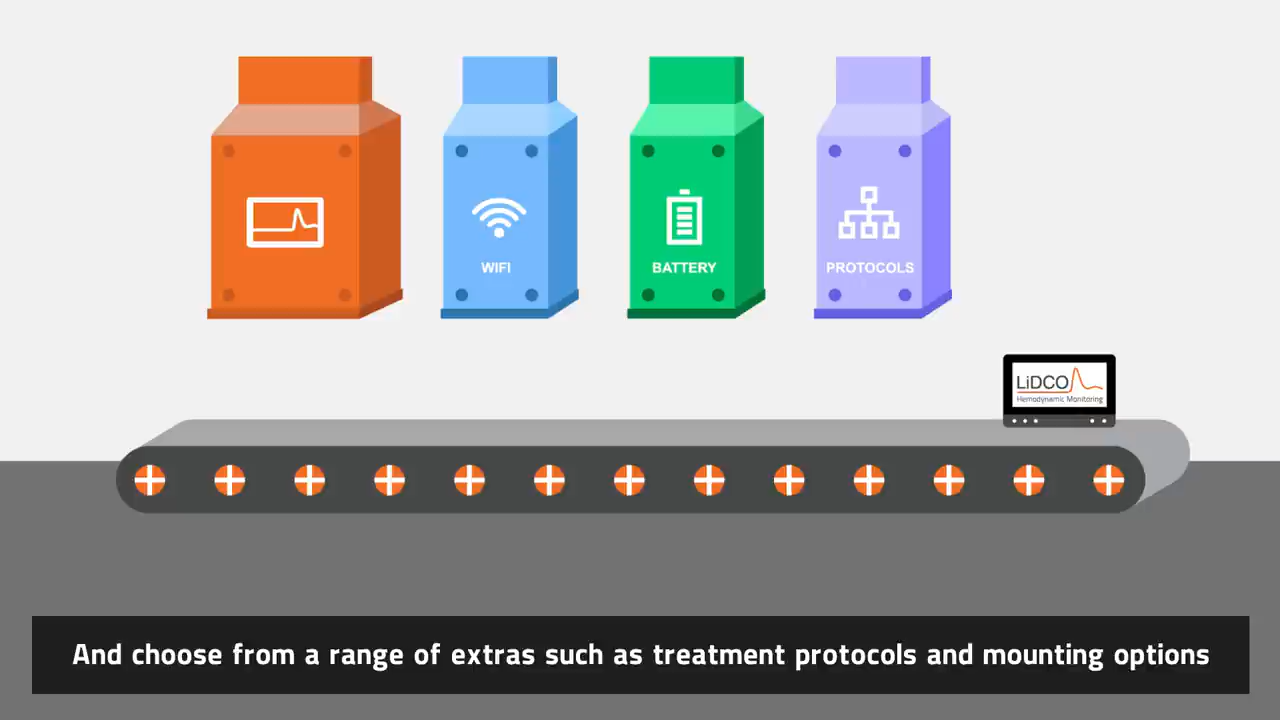 WIFI
BATTERY
PROTOCOLS
LiDCO
Hemodynamic Monitoring
And choose from a range of extras such as treatment protocols and mounting options